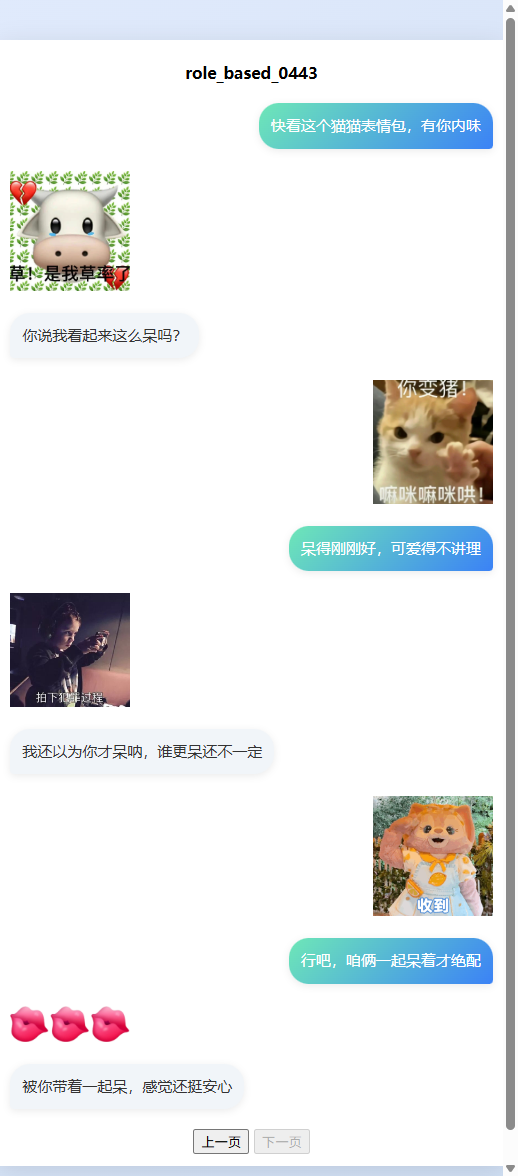 role_based_0443
快看这个猫猫表情包，有你内味
草！是我草率了
你说我看起来这么呆吗？
你变猪！
嘛咪嘛咪哄！
呆得刚刚好，可爱得不讲理
拍下犯罪过程
我还以为你才呆呐，谁更呆还不一定
收到
行吧，咱俩一起呆着才绝配
被你带着一起呆，感觉还挺安心
上一页 下一页